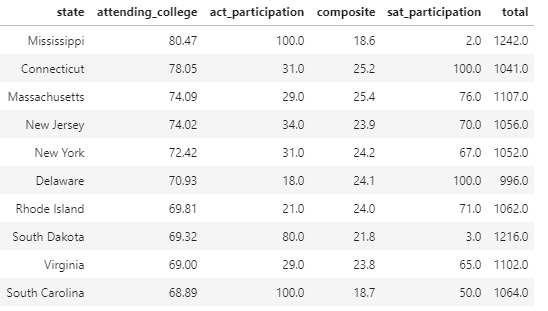 state attending_college act_participation composite sat_participation total
Mississippi 80.47 100.0 18.6 2.0 1242.0
Connecticut 78.05 31.0 25.2 100.0 1041.0
Massachusetts 74.09 29.0 25.4 76.0 1107.0
New Jersey 74.02 34.0 23.9 70.0 1056.0
New York 72.42 31.0 24.2 67.0 1052.0
Delaware 70.93 18.0 24.1 100.0 996.0
Rhode Island 69.81 21.0 24.0 71.0 1062.0
South Dakota 69.32 80.0 21.8 3.0 1216.0
Virginia 69.00 29.0 23.8 65.0 1102.0
South Carolina 68.89 100.0 18.7 50.0 1064.0